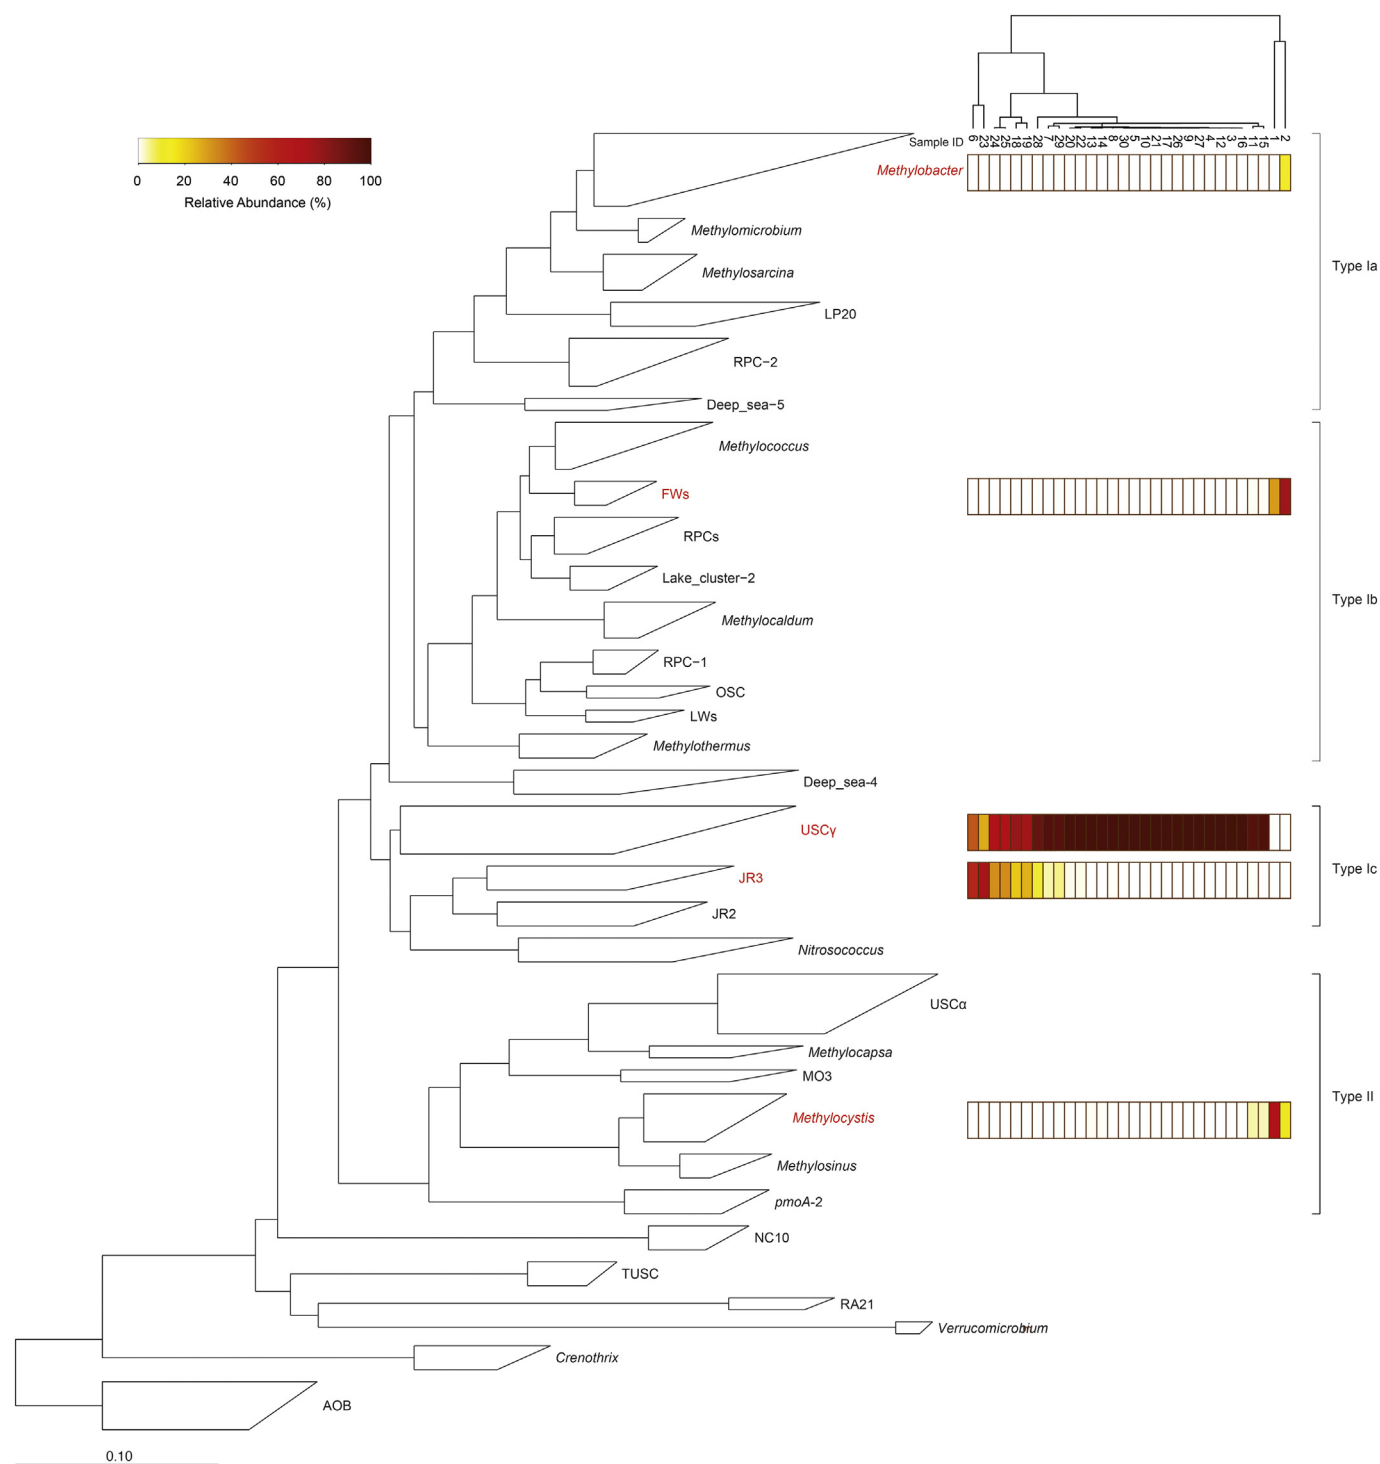 Sample ID 6 23 24 25 18 19 28 7 29 20 22 13 14 8 30 5 10 21 17 26 9 27 4 12 3 16 11 15 1 2
0 20 40 60 80 100
Relative Abundance (%)
Methylobacter
Methylomicrobium
Methylosarcina
Type Ia
LP20
RPC−2
Deep_sea−5
Methylococcus
FWs
RPCs
Lake_cluster−2
Type Ib
Methylocaldum
RPC−1
OSC
LWs
Methylothermus
Deep_sea-4
USCγ
Type Ic
JR3
JR2
Nitrosococcus
USCα
Methylocapsa
MO3
Type II
Methylocystis
Methylosinus
pmoA-2
NC10
TUSC
RA21
Verrucomicrobium
Crenothrix
AOB
0.10